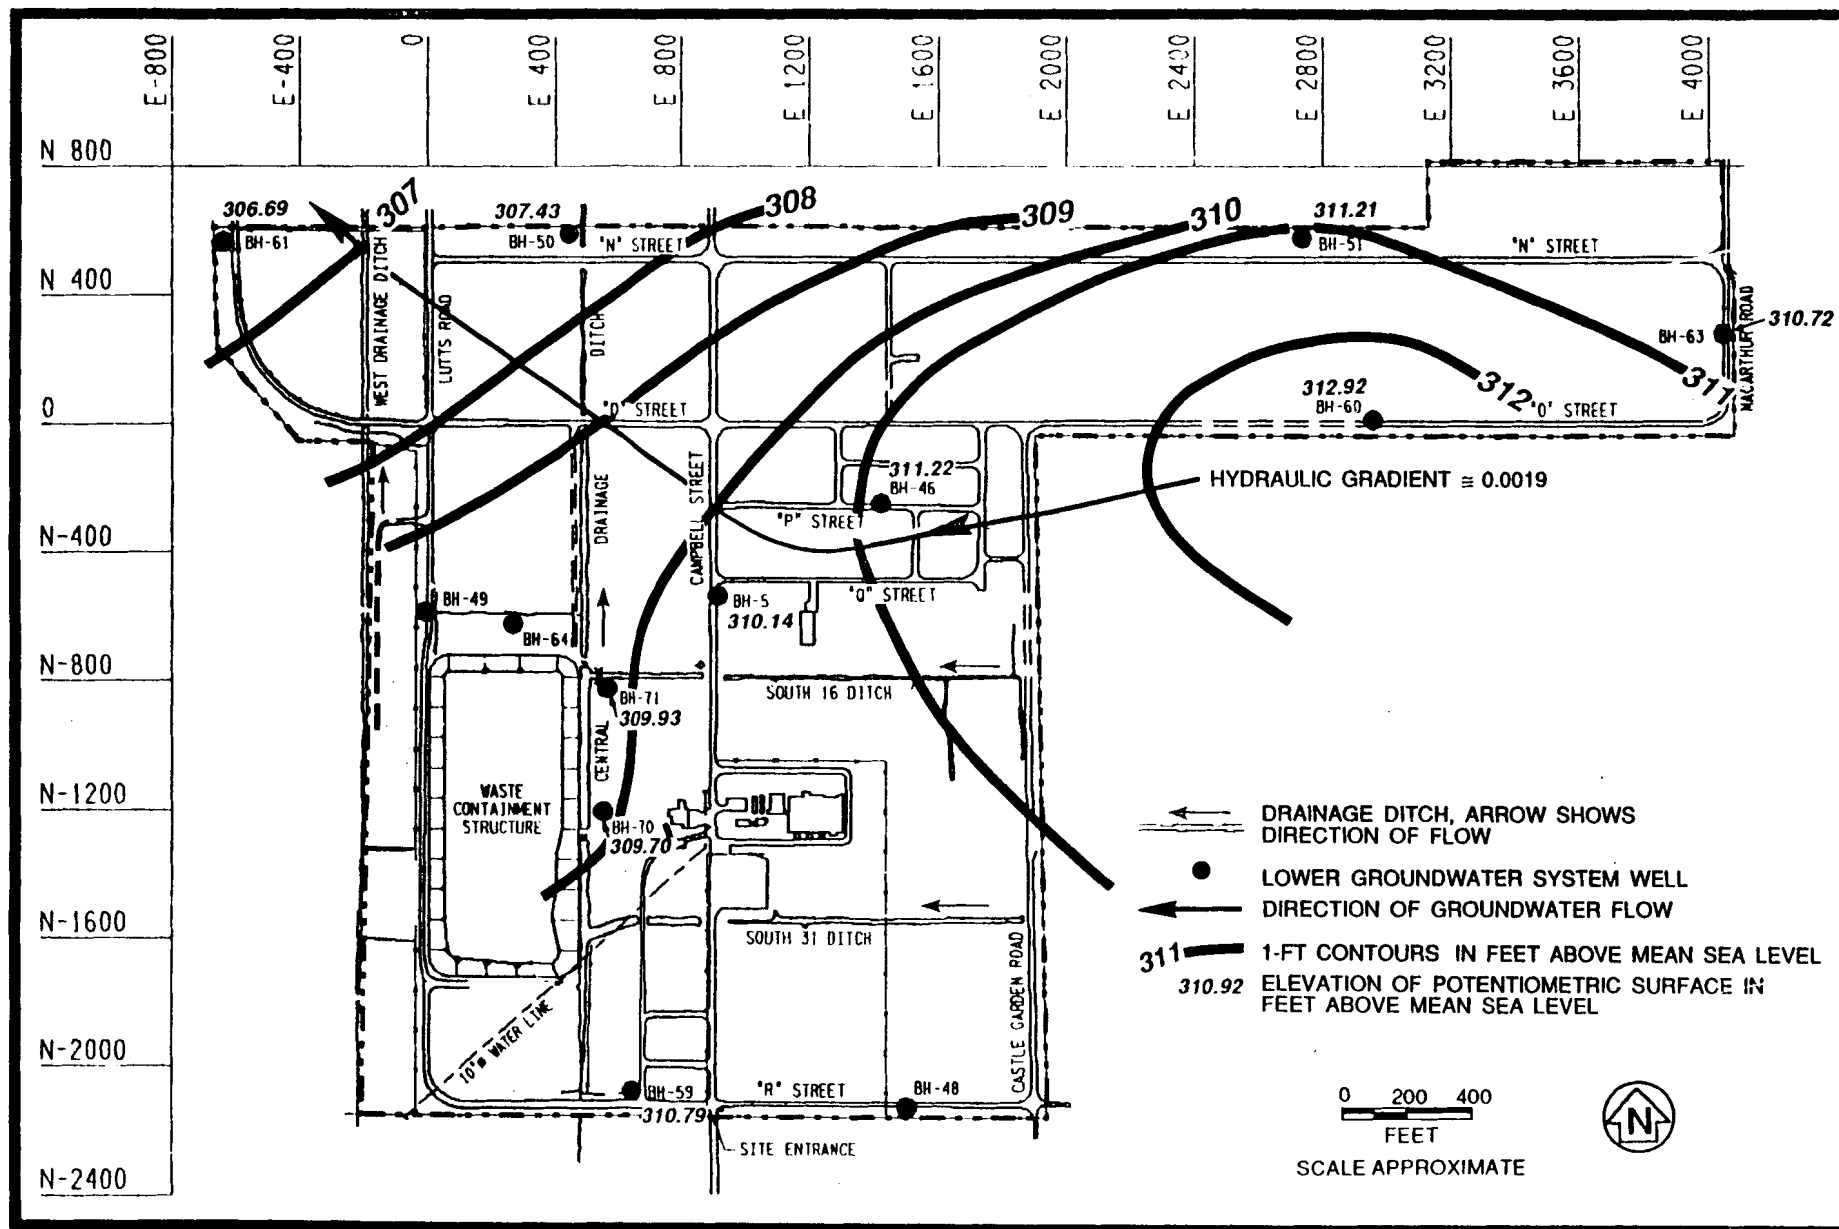 E-800
E-400
0
E 400
E 800
E 1200
E 1600
E 2000
E 2400
E 2800
E 3200
E 3600
E 4000
N 800
307
308
309
310
311.21
306.69
307.43
BH-61
BH-50
"N" STREET
BH-51
"N" STREET
N 400
WEST DRAINAGE DITCH
LUTTS ROAD
DITCH
MACARTHUR ROAD
BH-63
310.72
312
311
312.92
BH-60
"O" STREET
0
"O" STREET
311.22
BH-46
HYDRAULIC GRADIENT ≅ 0.0019
DRAINAGE
CAMPBELL STREET
"P" STREET
N-400
"Q" STREET
BH-49
BH-64
BH-5
310.14
N-800
BH-71
309.93
SOUTH 16 DITCH
CENTRAL
N-1200
WASTE
CONTAINMENT
STRUCTURE
BH-70
309.70
DRAINAGE DITCH, ARROW SHOWS
DIRECTION OF FLOW
LOWER GROUNDWATER SYSTEM WELL
DIRECTION OF GROUNDWATER FLOW
N-1600
SOUTH 31 DITCH
CASTLE GARDEN ROAD
311
1-FT CONTOURS IN FEET ABOVE MEAN SEA LEVEL
310.92
ELEVATION OF POTENTIOMETRIC SURFACE IN
FEET ABOVE MEAN SEA LEVEL
N-2000
WATER LINE
BH-59
310.79
"R" STREET
BH-48
SITE ENTRANCE
0 200 400
FEET
SCALE APPROXIMATE
N
N-2400